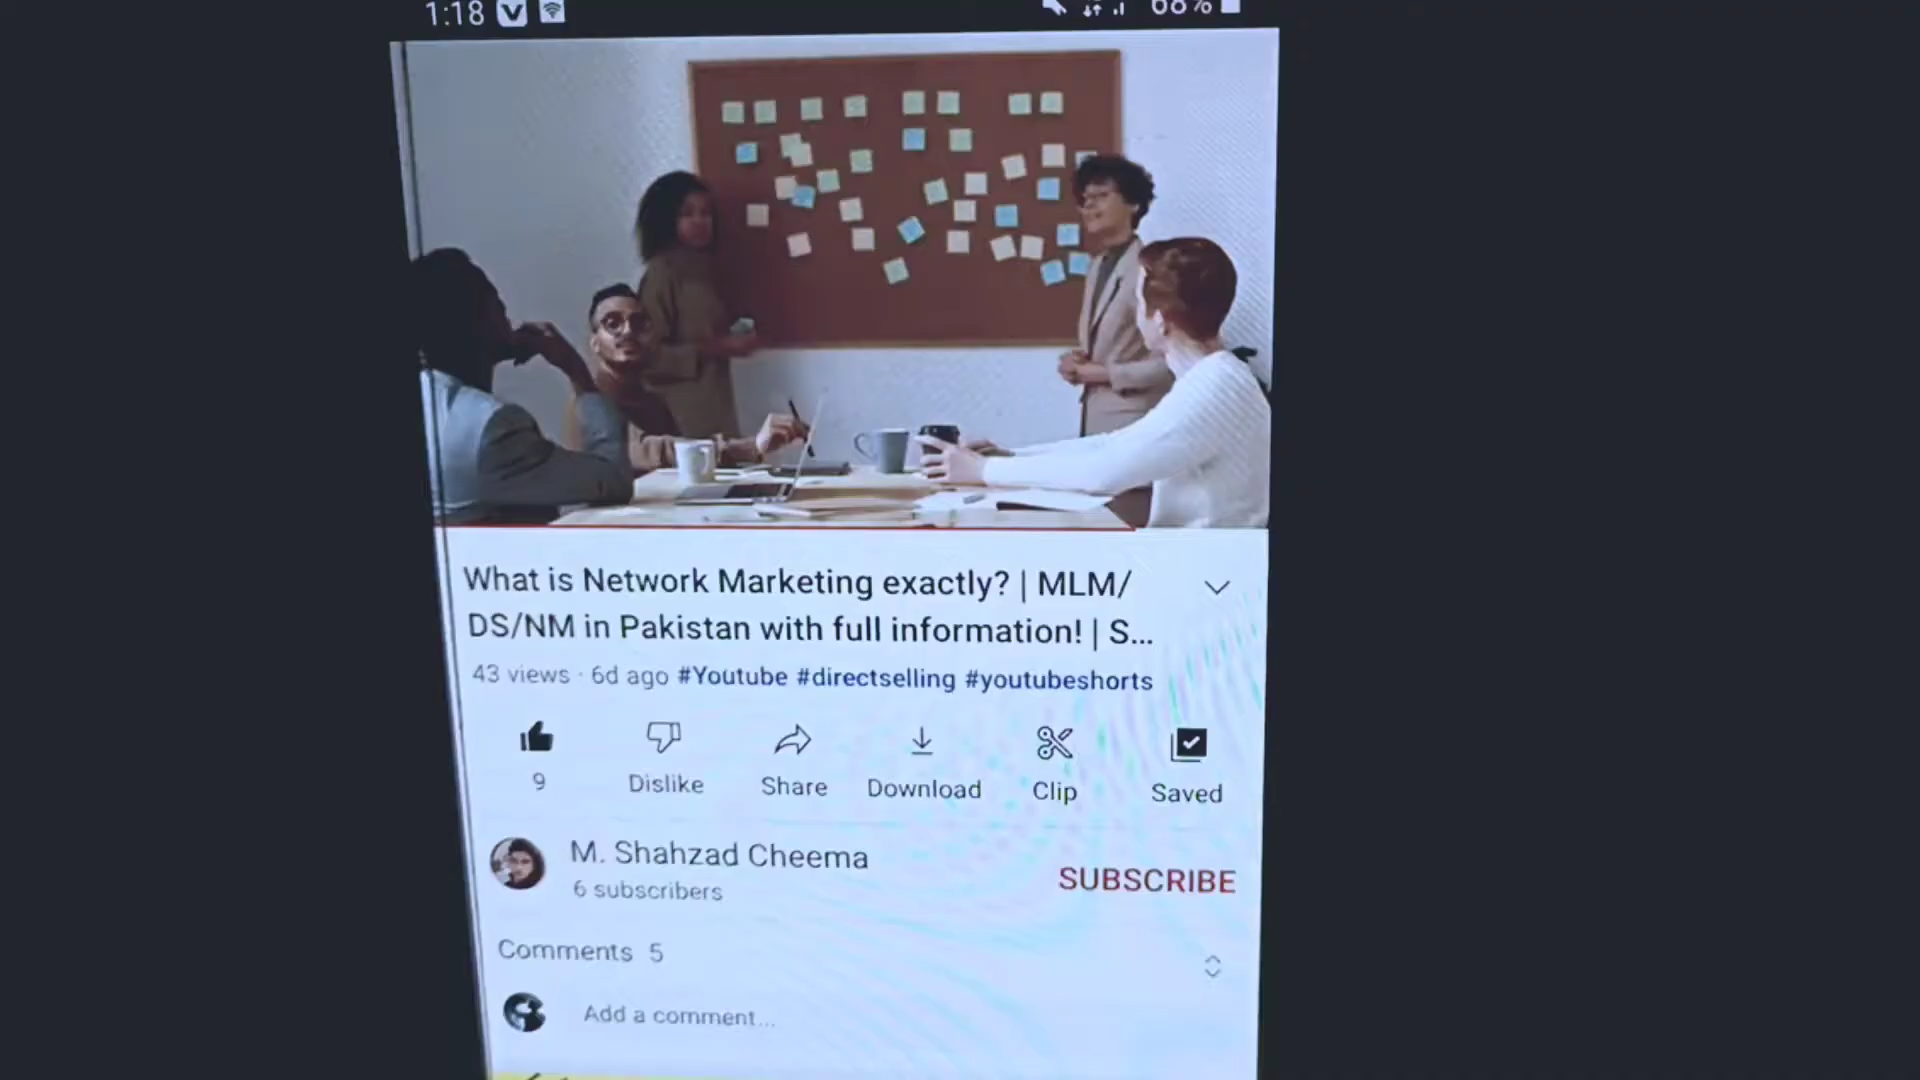 1:18 68%
What is Network Marketing exactly? | MLM/
DS/NM in Pakistan with full information! | S...
43 views · 6d ago #Youtube #directselling #youtubeshorts
9 Dislike Share Download Clip Saved
M. Shahzad Cheema
6 subscribers
SUBSCRIBE
Comments 5
Add a comment...